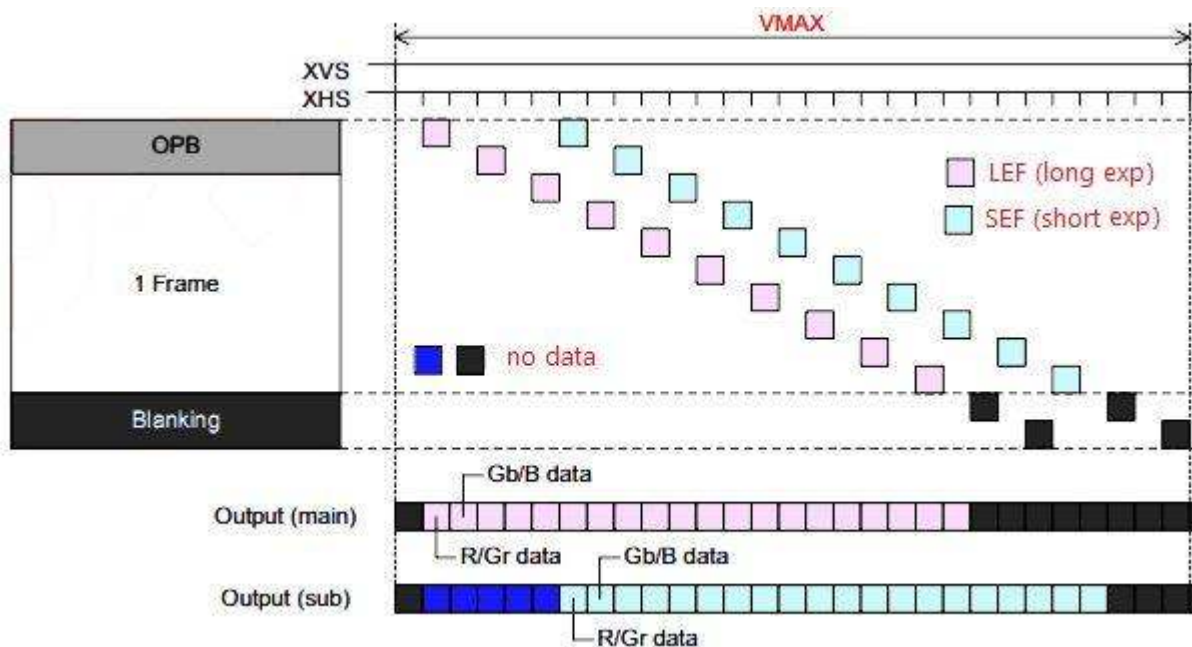 VMAX
XVS
XHS
OPB
LEF (long exp)
SEF (short exp)
1 Frame
no data
Blanking
Gb/B data
Output (main)
R/Gr data
Gb/B data
Output (sub)
R/Gr data